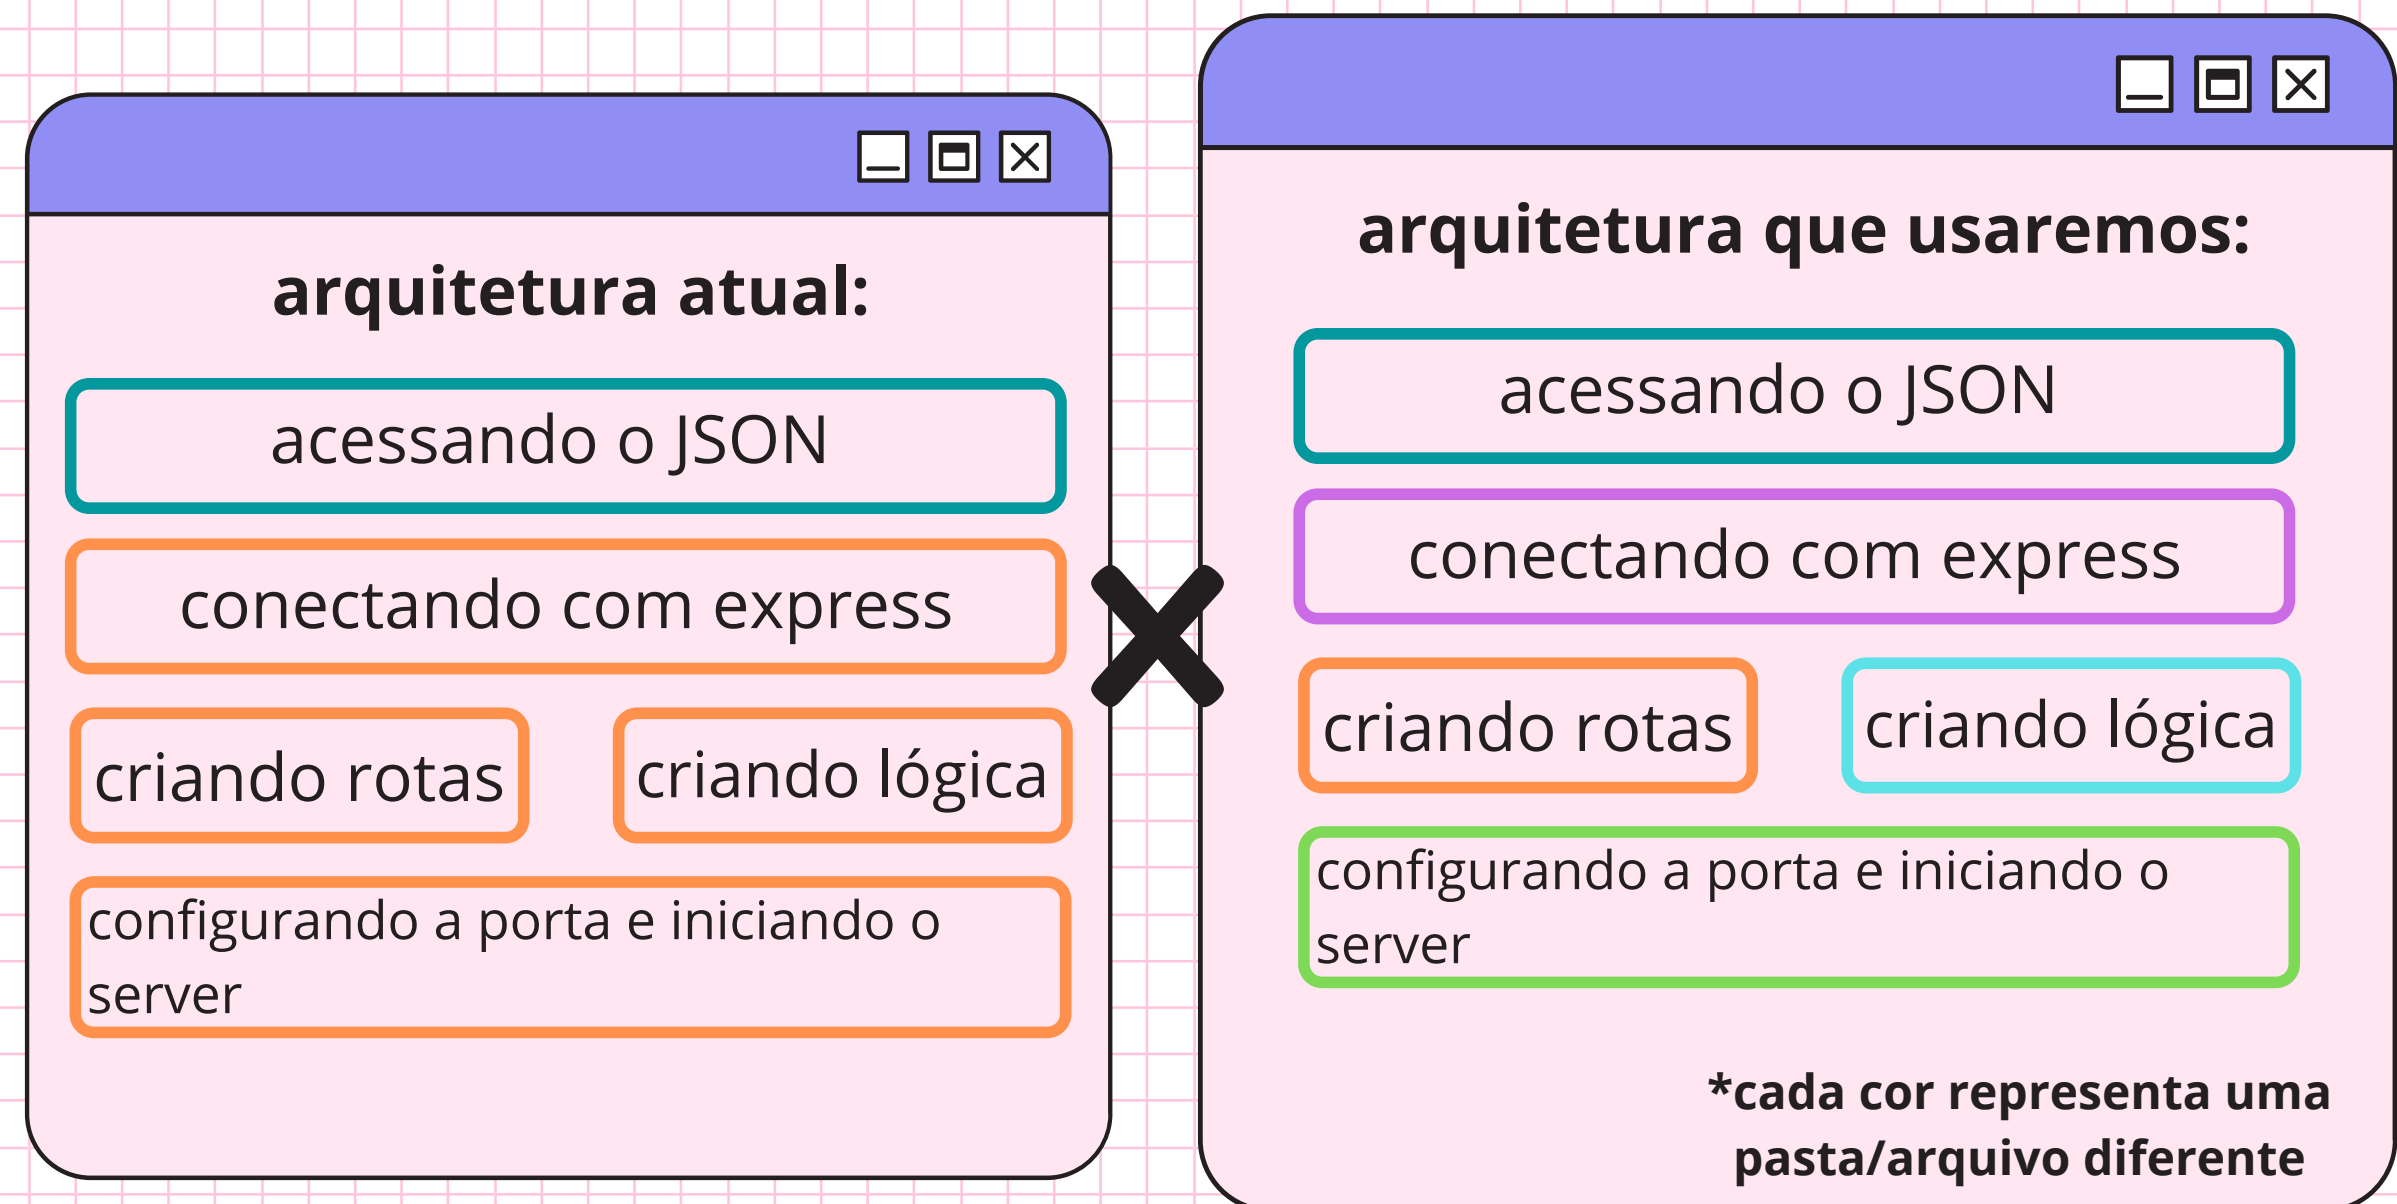 arquitetura atual:
acessando o JSON
conectando com express
criando rotas
criando lógica
configurando a porta e iniciando o
server
arquitetura que usaremos:
acessando o JSON
conectando com express
criando rotas
criando lógica
configurando a porta e iniciando o
server
*cada cor representa uma
pasta/arquivo diferente